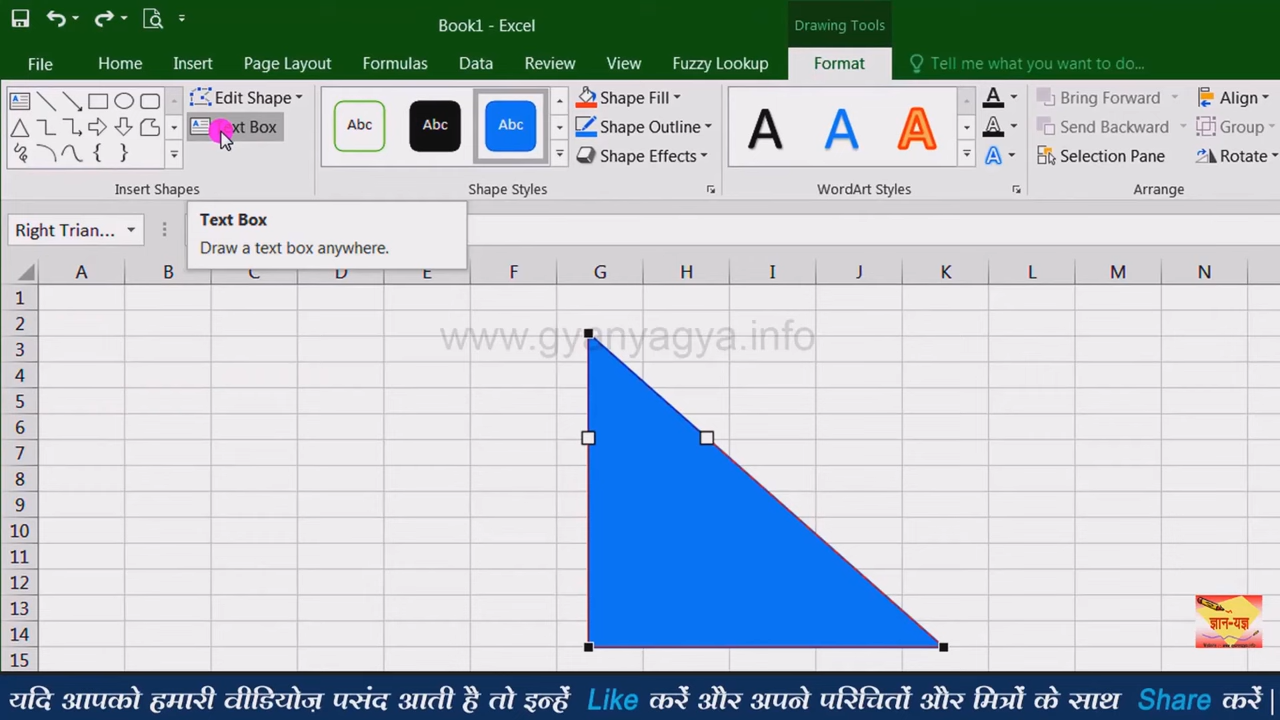 Book1 - Excel
Drawing Tools
File Home Insert Page Layout Formulas Data Review View Fuzzy Lookup Format Tell me what you want to do...
Edit Shape
Text Box
Insert Shapes
Abc Abc Abc
Shape Fill
Shape Outline
Shape Effects
Shape Styles
A A A
A
A
A
WordArt Styles
Bring Forward
Send Backward
Selection Pane
Align
Group
Rotate
Arrange
Right Trian...
Text Box
Draw a text box anywhere.
A B C D E F G H I J K L M N
1
2
3
4
5
6
7
8
9
10
11
12
13
14
15
www.gyanyagya.info
ज्ञान-यज्ञ
यदि आपको हमारी वीडियोज़ पसंद आती है तो इन्हें Like करें और अपने परिचितों और मित्रों के साथ Share करें |